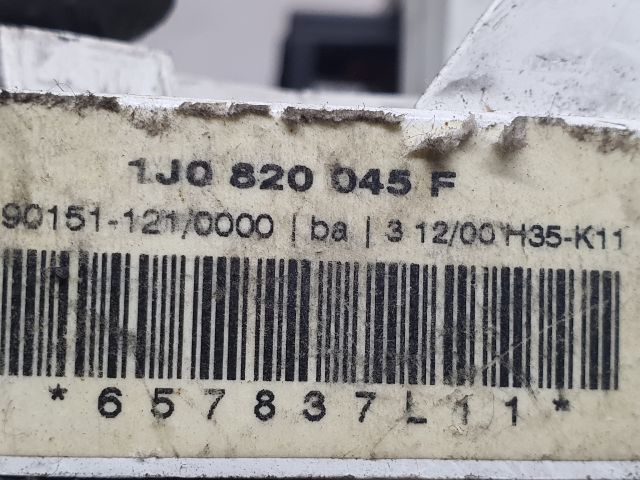 1J0 820 045 F
90151-121/0000 | ba | 3 12/00 H35-K11
*657837L11*